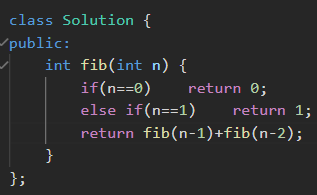 class Solution {
public:
    int fib(int n) {
        if(n==0)    return 0;
        else if(n==1)    return 1;
        return fib(n-1)+fib(n-2);
    }
};